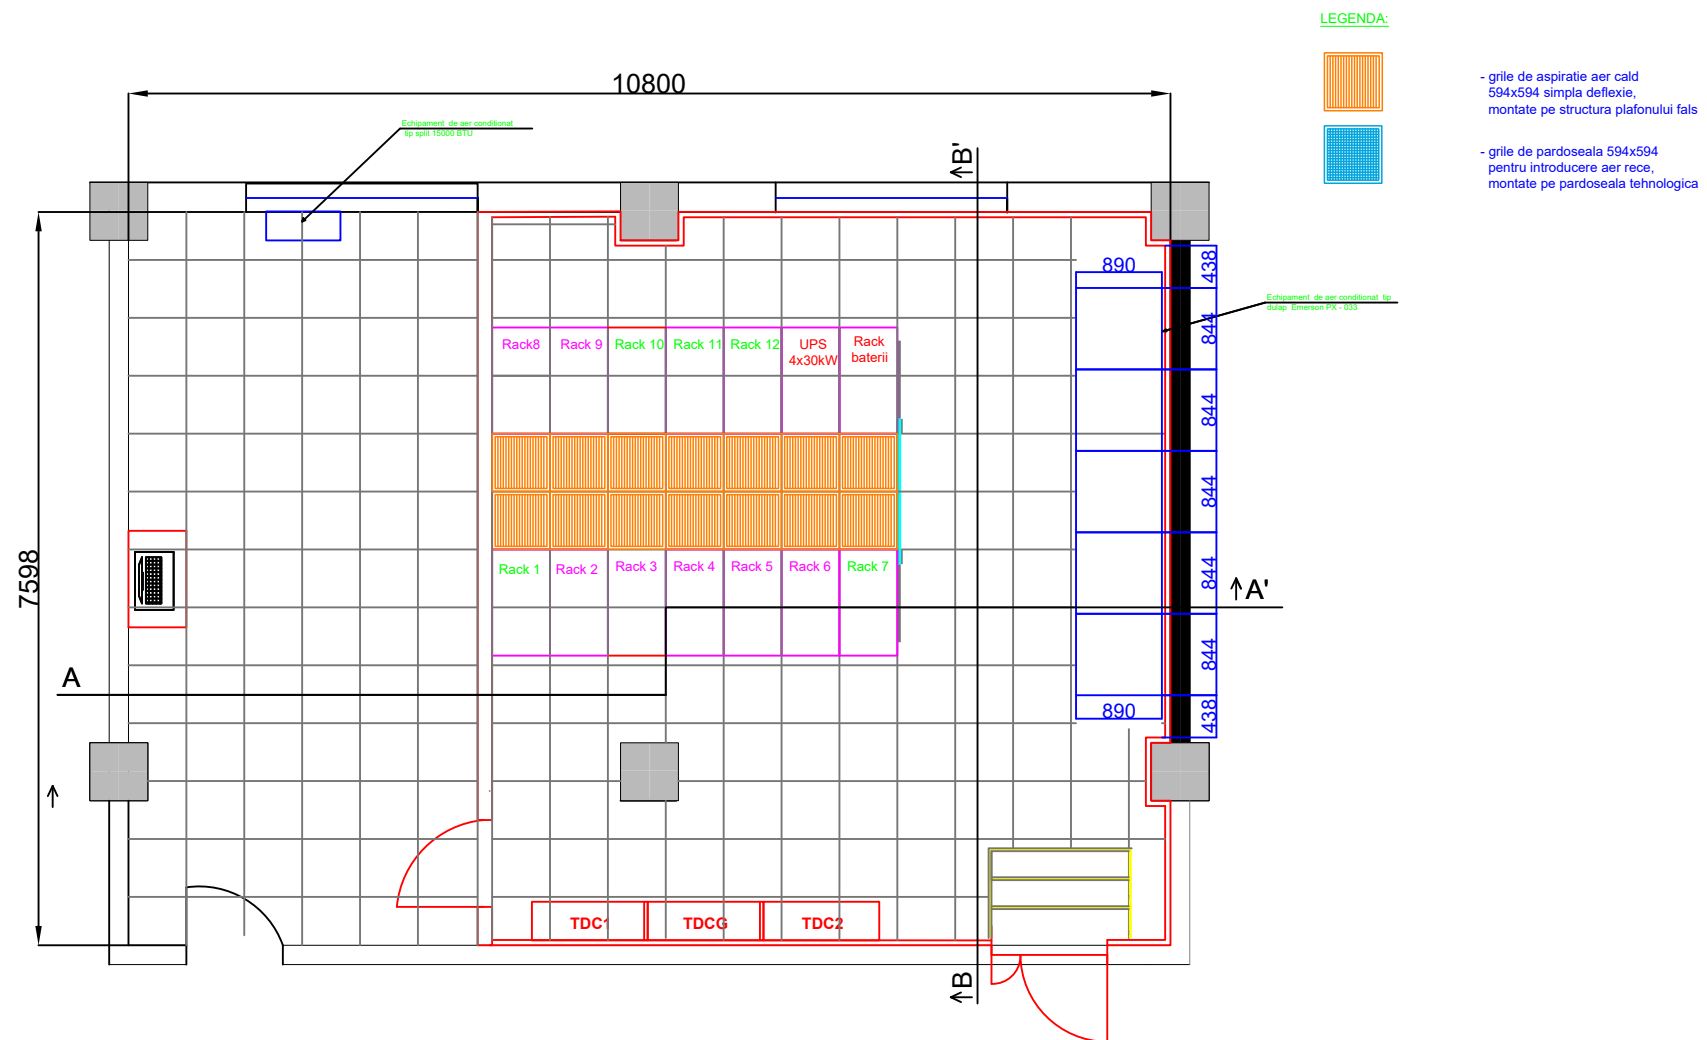 LEGENDA:
- grile de aspiratie aer cald
594x594 simpla deflexie,
montate pe structura plafonului fals
- grile de pardoseala 594x594
pentru introducere aer rece,
montate pe pardoseala tehnologica
10800
Echipament de aer conditionat
tip split 15000 BTU
B'
890
438
Echipament de aer conditionat tip
dulap Emerson PX - 033
844
Rack8
Rack 9
Rack 10
Rack 11
Rack 12
UPS
4x30kW
Rack
baterii
844
844
7598
Rack 1
Rack 2
Rack 3
Rack 4
Rack 5
Rack 6
Rack 7
844
A'
844
A
890
438
TDC1
TDCG
TDC2
B